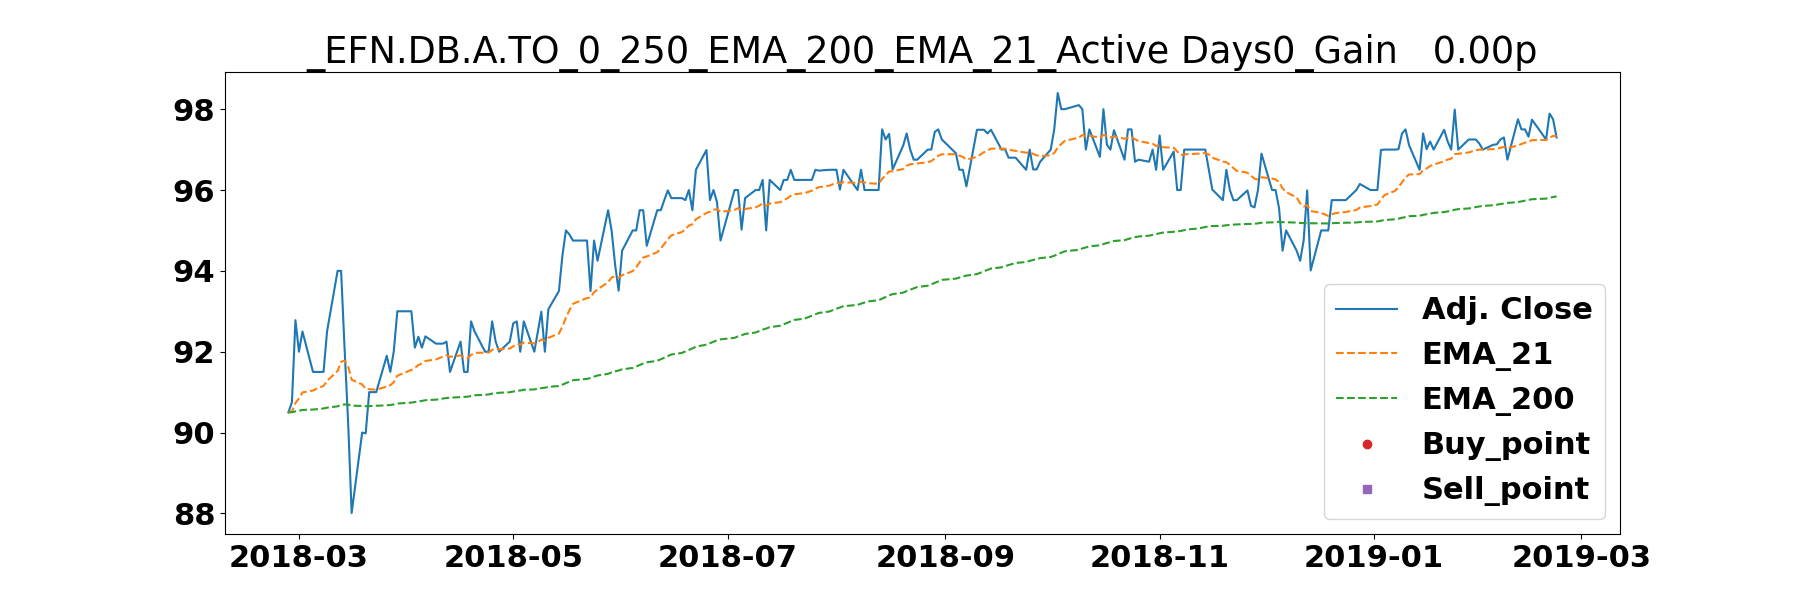 _EFN.DB.A.TO_0_250_EMA_200_EMA_21_Active Days0_Gain   0.00p
98
96
94
92
90
88
Adj. Close
EMA_21
EMA_200
Buy_point
Sell_point
2018-03 2018-05 2018-07 2018-09 2018-11 2019-01 2019-03